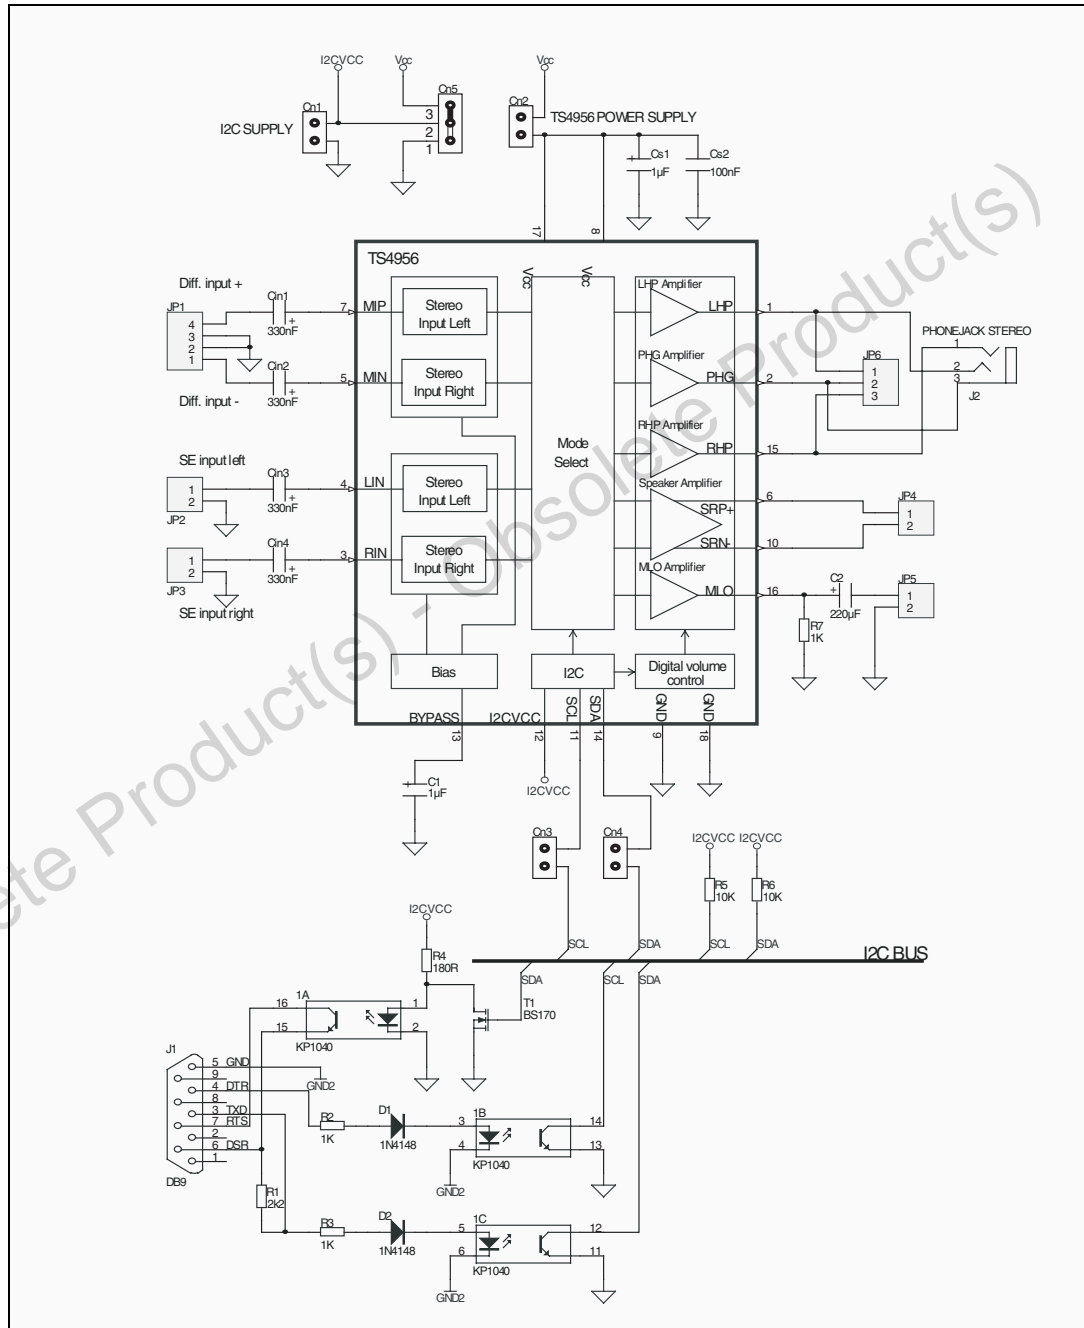 I2CVCC
Vcc
Vcc
Cn1
Cn5
Cn2
I2C SUPPLY
3
2
1
TS4956 POWER SUPPLY
Cs1
1µF
Cs2
100nF
17
8
TS4956
Vcc
Vcc
Diff. input +
JP1
4
3
2
1
Cin1
+
330nF
7
MIP
Stereo
Input Left
Cin2
+
330nF
5
MIN
Stereo
Input Right
Diff. input -
SE input left
1
2
JP2
Cin3
+
330nF
4
LIN
Stereo
Input Left
1
2
JP3
Cin4
+
330nF
3
RIN
Stereo
Input Right
SE input right
Mode
Select
LHP Amplifier
LHP
1
PHG Amplifier
PHG
2
RHP Amplifier
RHP
15
Speaker Amplifier
SRP+
6
SRN-
10
MLO Amplifier
MLO
16
PHONEJACK STEREO
1
2
3
J2
JP6
1
2
3
JP4
1
2
C2
+
220µF
JP5
1
2
R7
1K
Bias
I2C
Digital volume
control
BYPASS
I2CVCC
SCL
SDA
GND
GND
13
12
11
14
9
18
+
C1
1µF
I2CVCC
Cn3
Cn4
I2CVCC
I2CVCC
R5
10K
R6
10K
SCL
SDA
SCL
SDA
I2C BUS
I2CVCC
R4
180R
SDA
SCL
SDA
T1
BS170
1A
16
15
1
2
KP1040
J1
5
GND
9
4
DTR
8
3
TXD
7
RTS
2
6
DSR
1
DB9
GND2
R2
1K
D1
1N4148
1B
3
4
14
13
KP1040
GND2
R1
2k2
R3
1K
D2
1N4148
1C
5
6
12
11
KP1040
GND2
ete Product(s) - Obsolete Product(s)